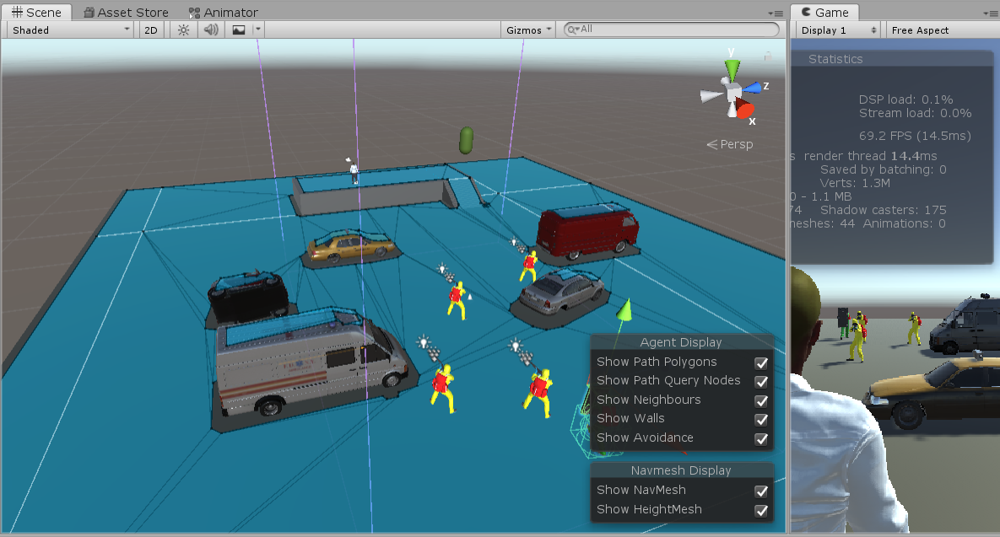 Scene Asset Store Animator
Shaded 2D Gizmos All
y
z
x
Persp
Agent Display
Show Path Polygons
Show Path Query Nodes
Show Neighbours
Show Walls
Show Avoidance
Navmesh Display
Show NavMesh
Show HeightMesh
Game
Display 1 Free Aspect
Statistics
DSP load: 0.1%
Stream load: 0.0%
69.2 FPS (14.5ms)
s render thread 14.4ms
Saved by batching: 0
Verts: 1.3M
0 - 1.1 MB
74 Shadow casters: 175
meshes: 44 Animations: 0